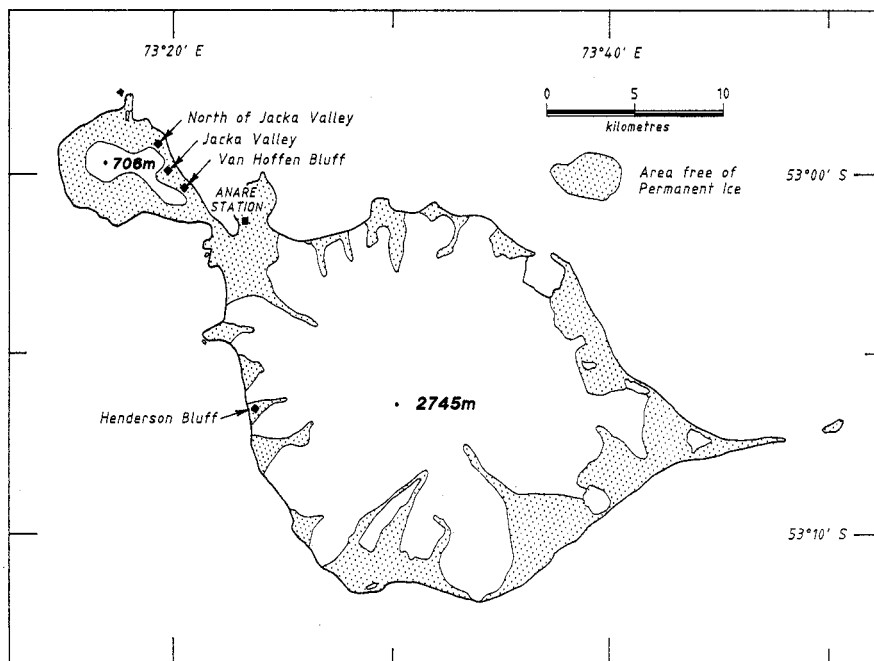 73°20' E
73°40' E
0 5 10
kilometres
North of Jacka Valley
Jacka Valley
706m
Van Hoffen Bluff
Area free of
Permanent Ice
53°00' S
ANARE
STATION
2745m
Henderson Bluff
53°10' S